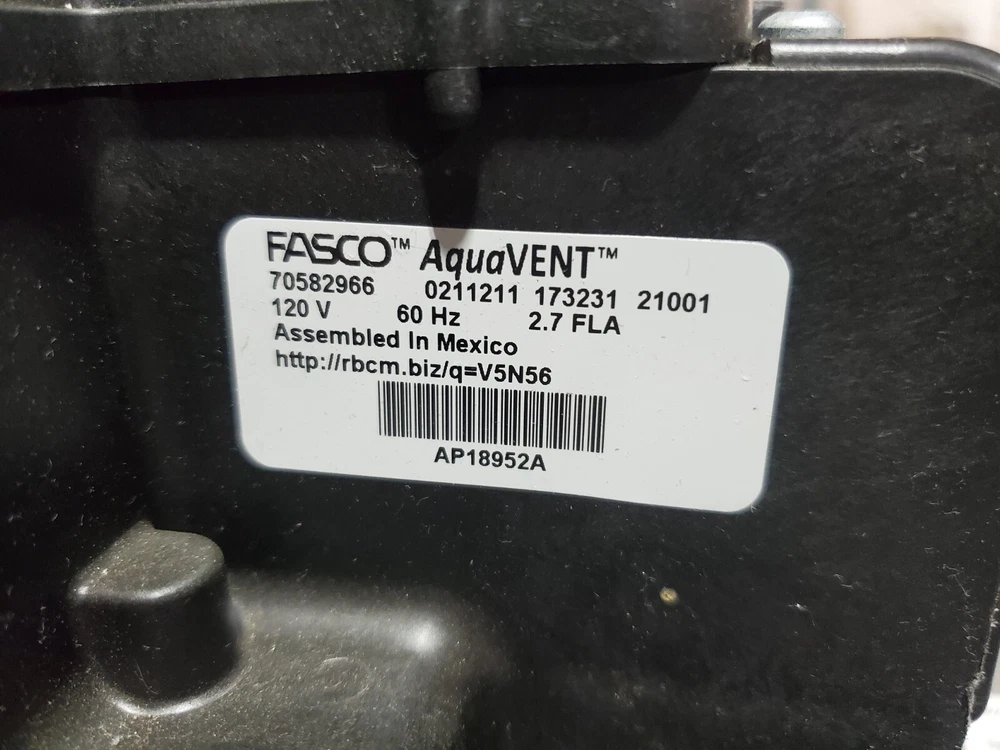 FASCO™ AquaVENT™
70582966 0211211 173231 21001
120 V 60 Hz 2.7 FLA
Assembled In Mexico
http://rbcm.biz/q=V5N56
AP18952A